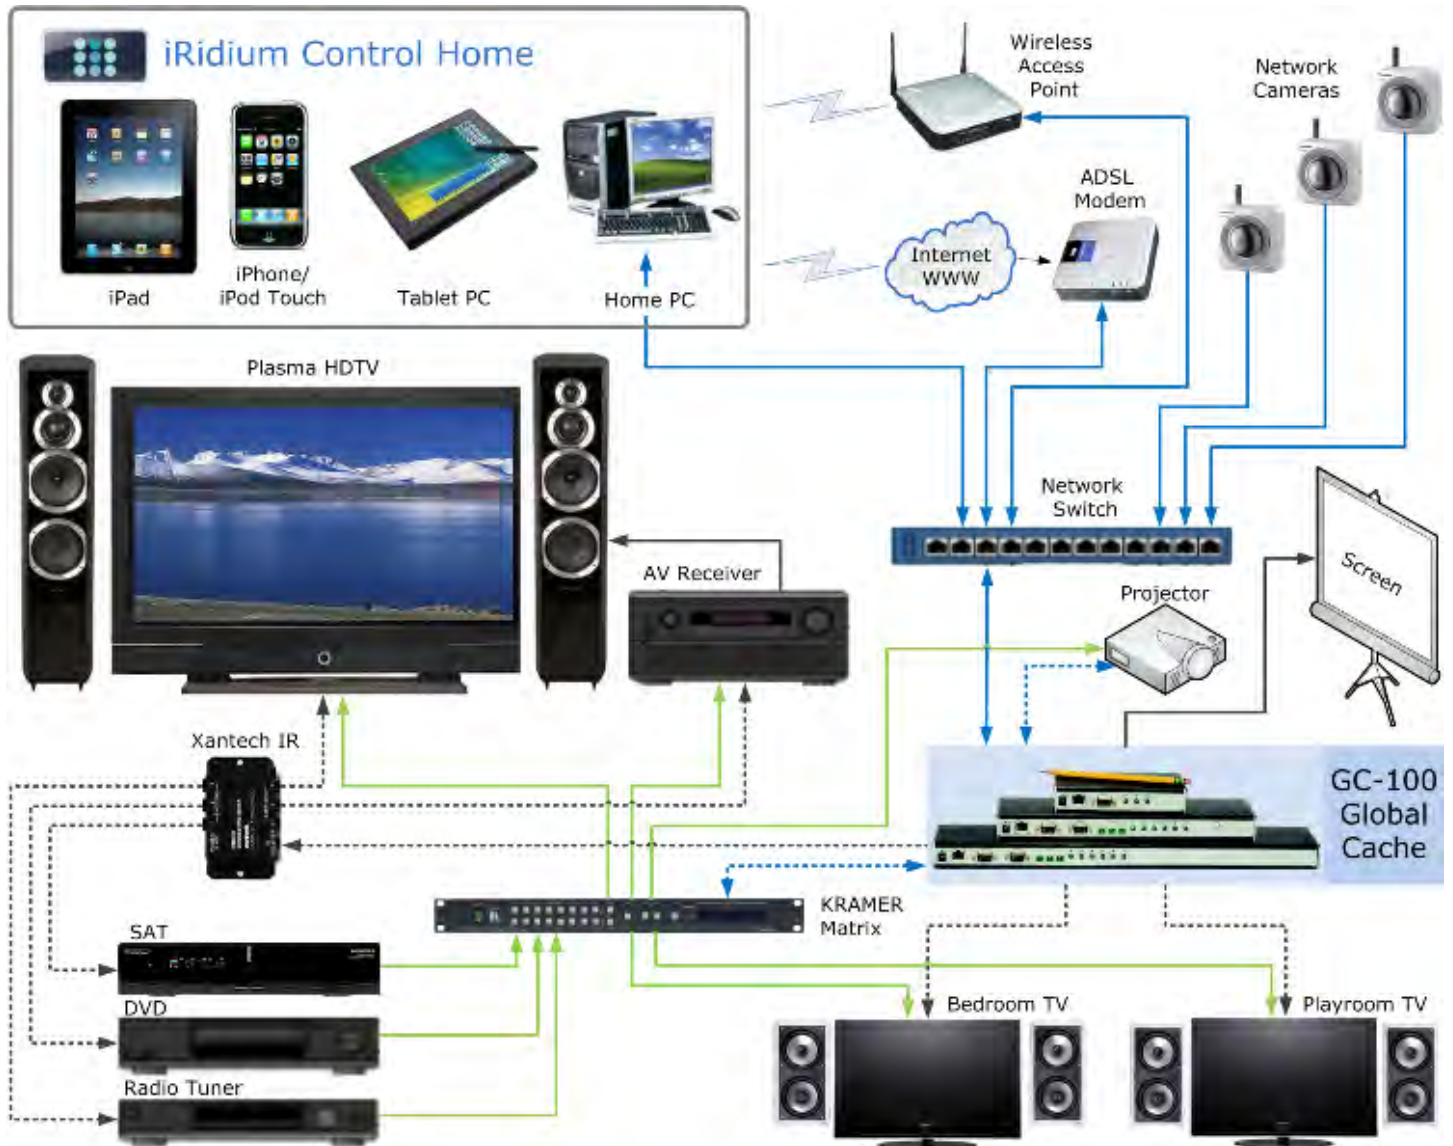 iRidium Control Home
iPad
iPhone/
iPod Touch
Tablet PC
Home PC
Wireless
Access
Point
Network
Cameras
ADSL
Modem
Internet
WWW
Plasma HDTV
Network
Switch
AV Receiver
Projector
Screen
Xantech IR
GC-100
Global
Cache
KRAMER
Matrix
SAT
DVD
Radio Tuner
Bedroom TV
Playroom TV